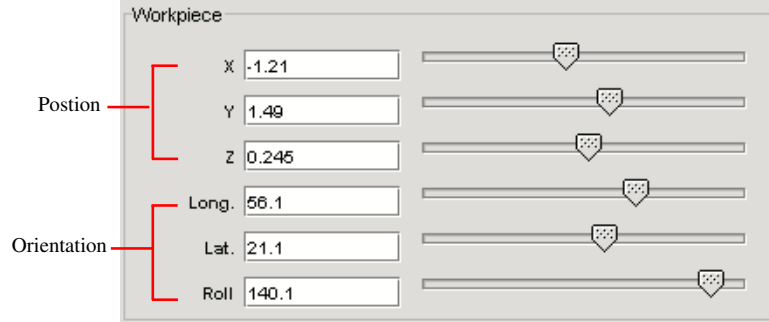 Workpiece
X -1.21
Postion
Y 1.49
Z 0.245
Long. 56.1
Orientation
Lat. 21.1
Roll 140.1